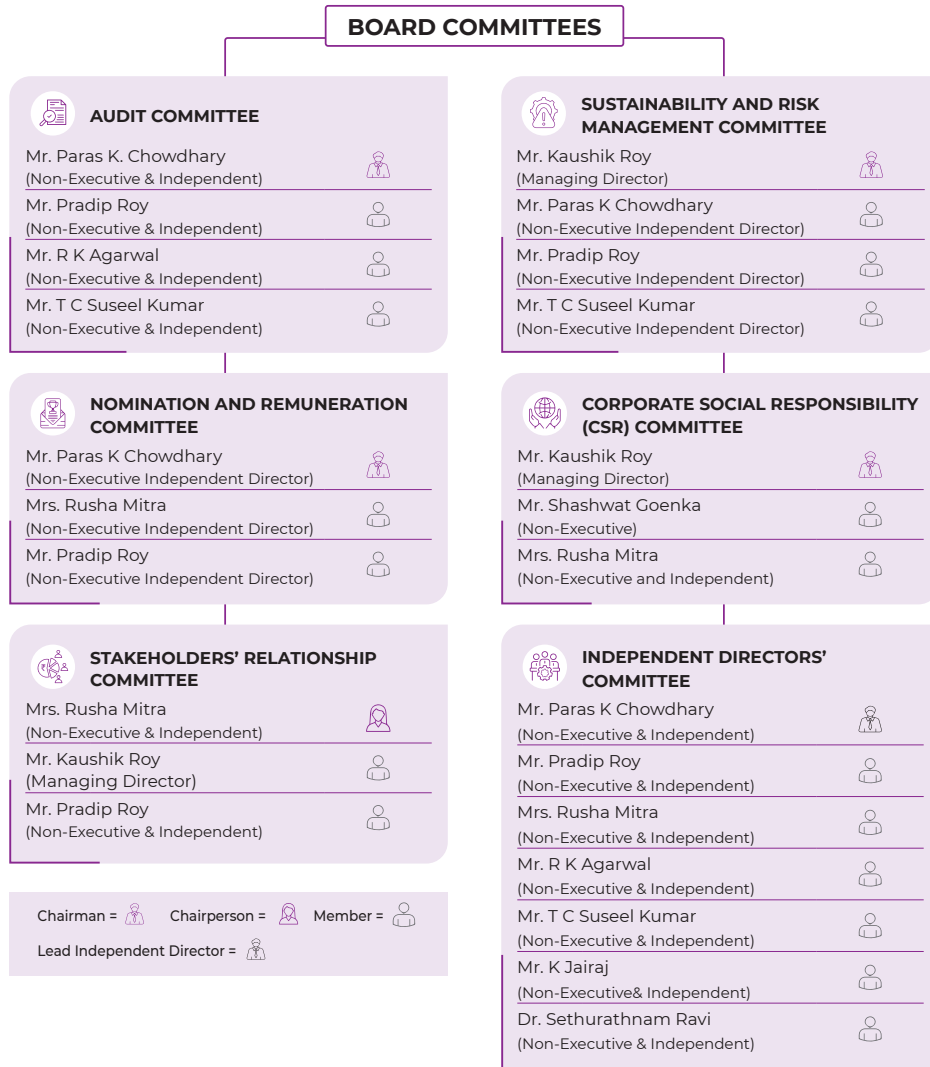 BOARD COMMITTEES
AUDIT COMMITTEE
Mr. Paras K. Chowdhary
(Non-Executive & Independent)
Mr. Pradip Roy
(Non-Executive & Independent)
Mr. R K Agarwal
(Non-Executive & Independent)
Mr. T C Suseel Kumar
(Non-Executive & Independent)
NOMINATION AND REMUNERATION
COMMITTEE
Mr. Paras K Chowdhary
(Non-Executive Independent Director)
Mrs. Rusha Mitra
(Non-Executive Independent Director)
Mr. Pradip Roy
(Non-Executive Independent Director)
STAKEHOLDERS’ RELATIONSHIP
COMMITTEE
Mrs. Rusha Mitra
(Non-Executive & Independent)
Mr. Kaushik Roy
(Managing Director)
Mr. Pradip Roy
(Non-Executive & Independent)
Chairman = Chairperson = Member =
Lead Independent Director =
SUSTAINABILITY AND RISK
MANAGEMENT COMMITTEE
Mr. Kaushik Roy
(Managing Director)
Mr. Paras K Chowdhary
(Non-Executive Independent Director)
Mr. Pradip Roy
(Non-Executive Independent Director)
Mr. T C Suseel Kumar
(Non-Executive Independent Director)
CORPORATE SOCIAL RESPONSIBILITY
(CSR) COMMITTEE
Mr. Kaushik Roy
(Managing Director)
Mr. Shashwat Goenka
(Non-Executive)
Mrs. Rusha Mitra
(Non-Executive and Independent)
INDEPENDENT DIRECTORS’
COMMITTEE
Mr. Paras K Chowdhary
(Non-Executive & Independent)
Mr. Pradip Roy
(Non-Executive & Independent)
Mrs. Rusha Mitra
(Non-Executive & Independent)
Mr. R K Agarwal
(Non-Executive & Independent)
Mr. T C Suseel Kumar
(Non-Executive & Independent)
Mr. K Jairaj
(Non-Executive& Independent)
Dr. Sethurathnam Ravi
(Non-Executive & Independent)